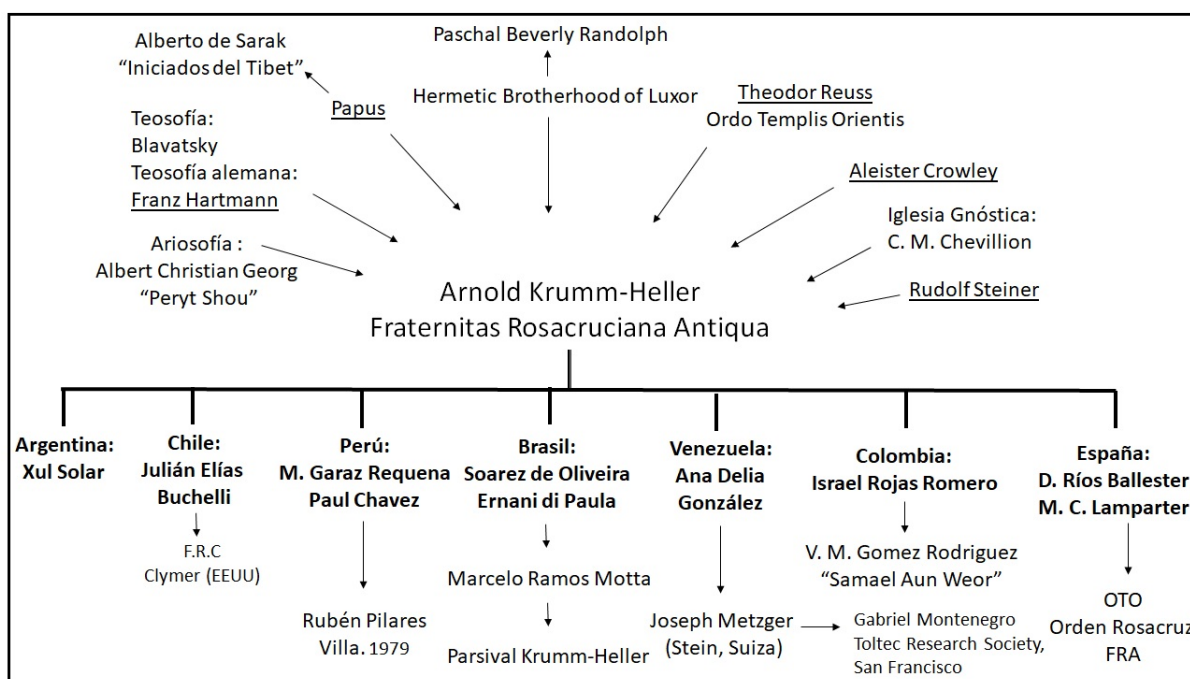 Alberto de Sarak
“Iniciados del Tibet”
Paschal Beverly Randolph
Papus
Hermetic Brotherhood of Luxor
Theodor Reuss
Ordo Templis Orientis
Teosofía:
Blavatsky
Teosofía alemana:
Franz Hartmann
Aleister Crowley
Iglesia Gnóstica:
C. M. Chevillion
Ariosofía :
Albert Christian Georg
“Peryt Shou”
Rudolf Steiner
Arnold Krumm-Heller
Fraternitas Rosacruciana Antiqua
Argentina:
Xul Solar
Chile:
Julián Elías
Buchelli
F.R.C
Clymer (EEUU)
Perú:
M. Garaz Requena
Paul Chavez
Rubén Pilares
Villa. 1979
Brasil:
Soarez de Oliveira
Ernani di Paula
Marcelo Ramos Motta
Parsival Krumm-Heller
Venezuela:
Ana Delia
González
Joseph Metzger
(Stein, Suiza)
Colombia:
Israel Rojas Romero
V. M. Gomez Rodriguez
“Samael Aun Weor”
Gabriel Montenegro
Toltec Research Society,
San Francisco
España:
D. Ríos Ballester
M. C. Lamparter
OTO
Orden Rosacruz
FRA